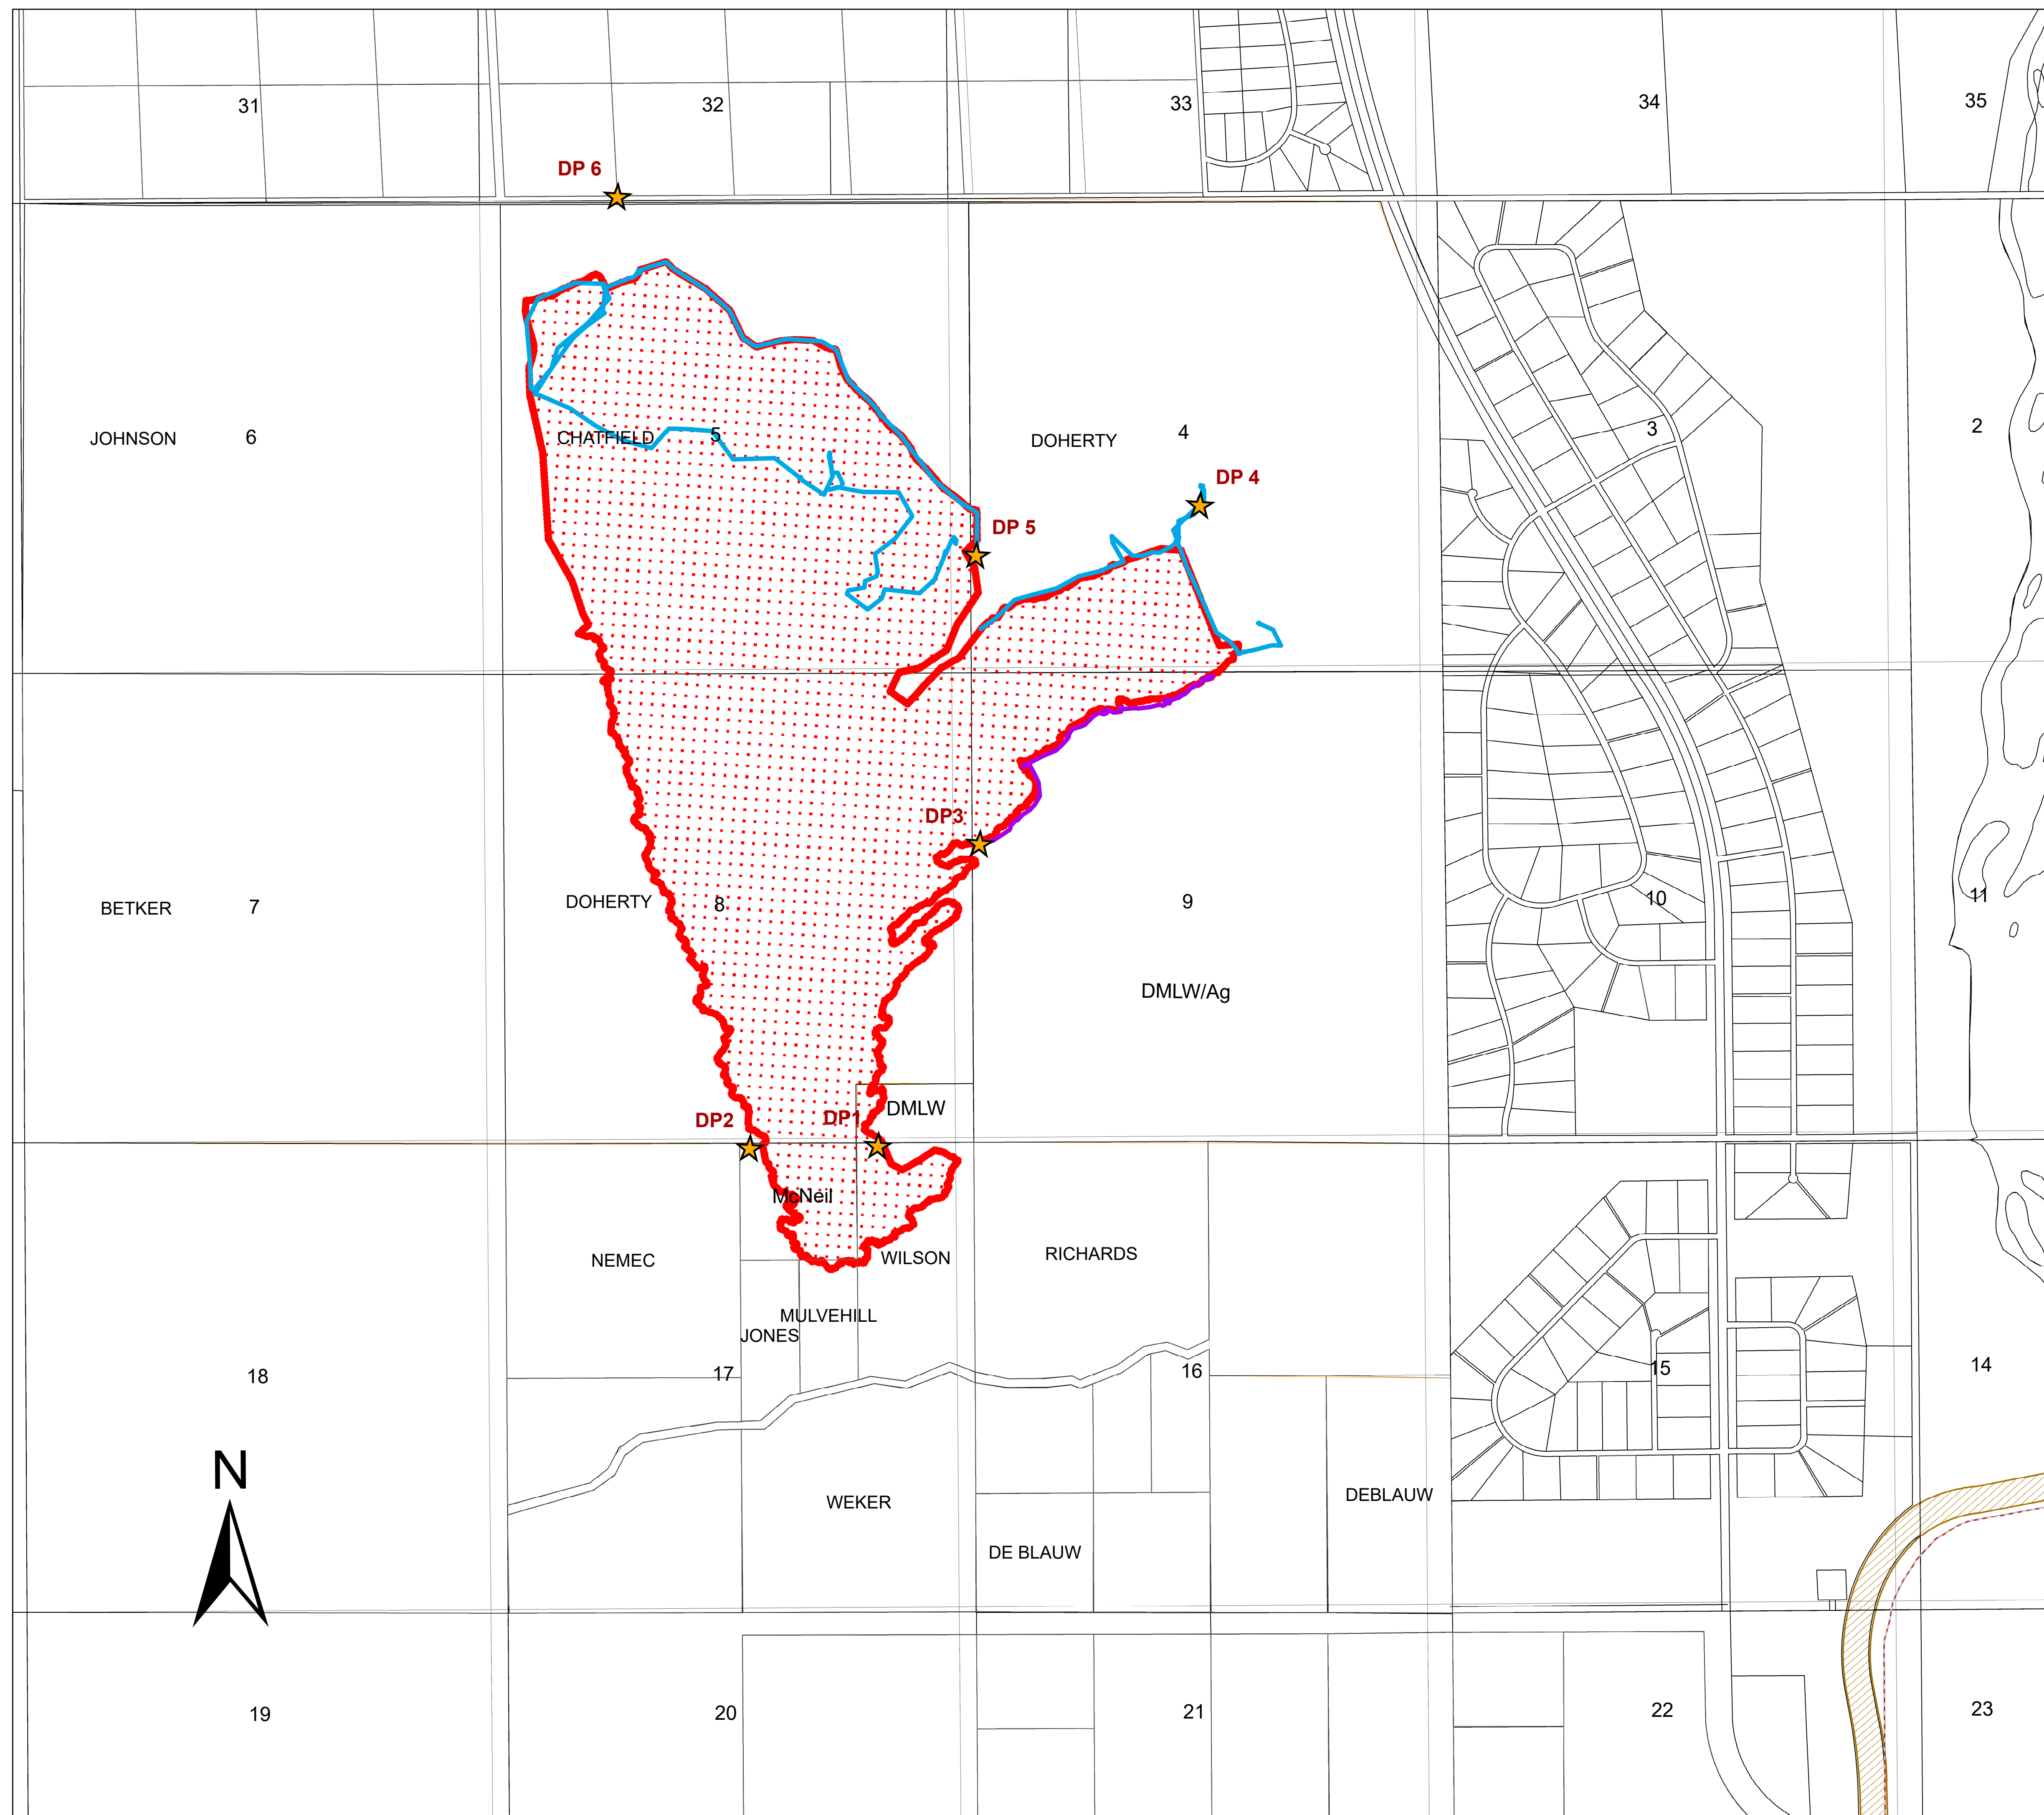 31
32
33
34
35
DP 6
JOHNSON
6
CHATFIELD
5
DOHERTY
4
3
2
DP 4
DP 5
DP3
BETKER
7
DOHERTY
8
9
10
11
DMLW/Ag
DP2
DP1
DMLW
McNeil
NEMEC
WILSON
RICHARDS
MULVEHILL
JONES
18
17
16
15
14
N
WEKER
DE BLAUW
DEBLAUW
19
20
21
22
23